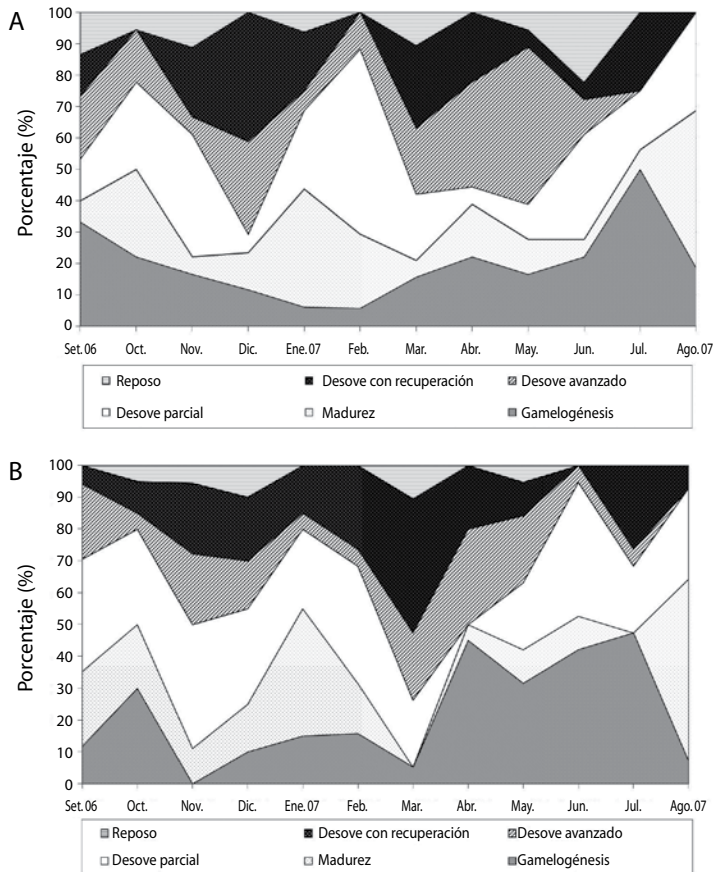 A
Porcentaje (%)
100
90
80
70
60
50
40
30
20
10
0
Set. 06 Oct. Nov. Dic. Ene. 07 Feb. Mar. Abr. May. Jun. Jul. Ago. 07
Reposo Desove con recuperación Desove avanzado
Desove parcial Madurez Gamelogénesis
B
Porcentaje (%)
100
90
80
70
60
50
40
30
20
10
0
Set. 06 Oct. Nov. Dic. Ene. 07 Feb. Mar. Abr. May. Jun. Jul. Ago. 07
Reposo Desove con recuperación Desove avanzado
Desove parcial Madurez Gamelogénesis